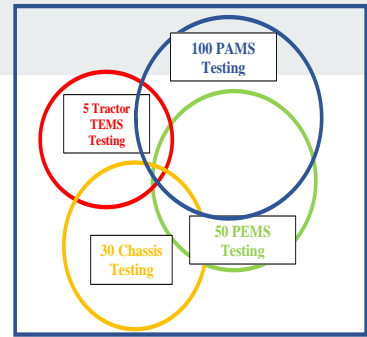 100 PAMS
Testing
5 Tractor
TEMS
Testing
50 PEMS
Testing
30 Chassis
Testing